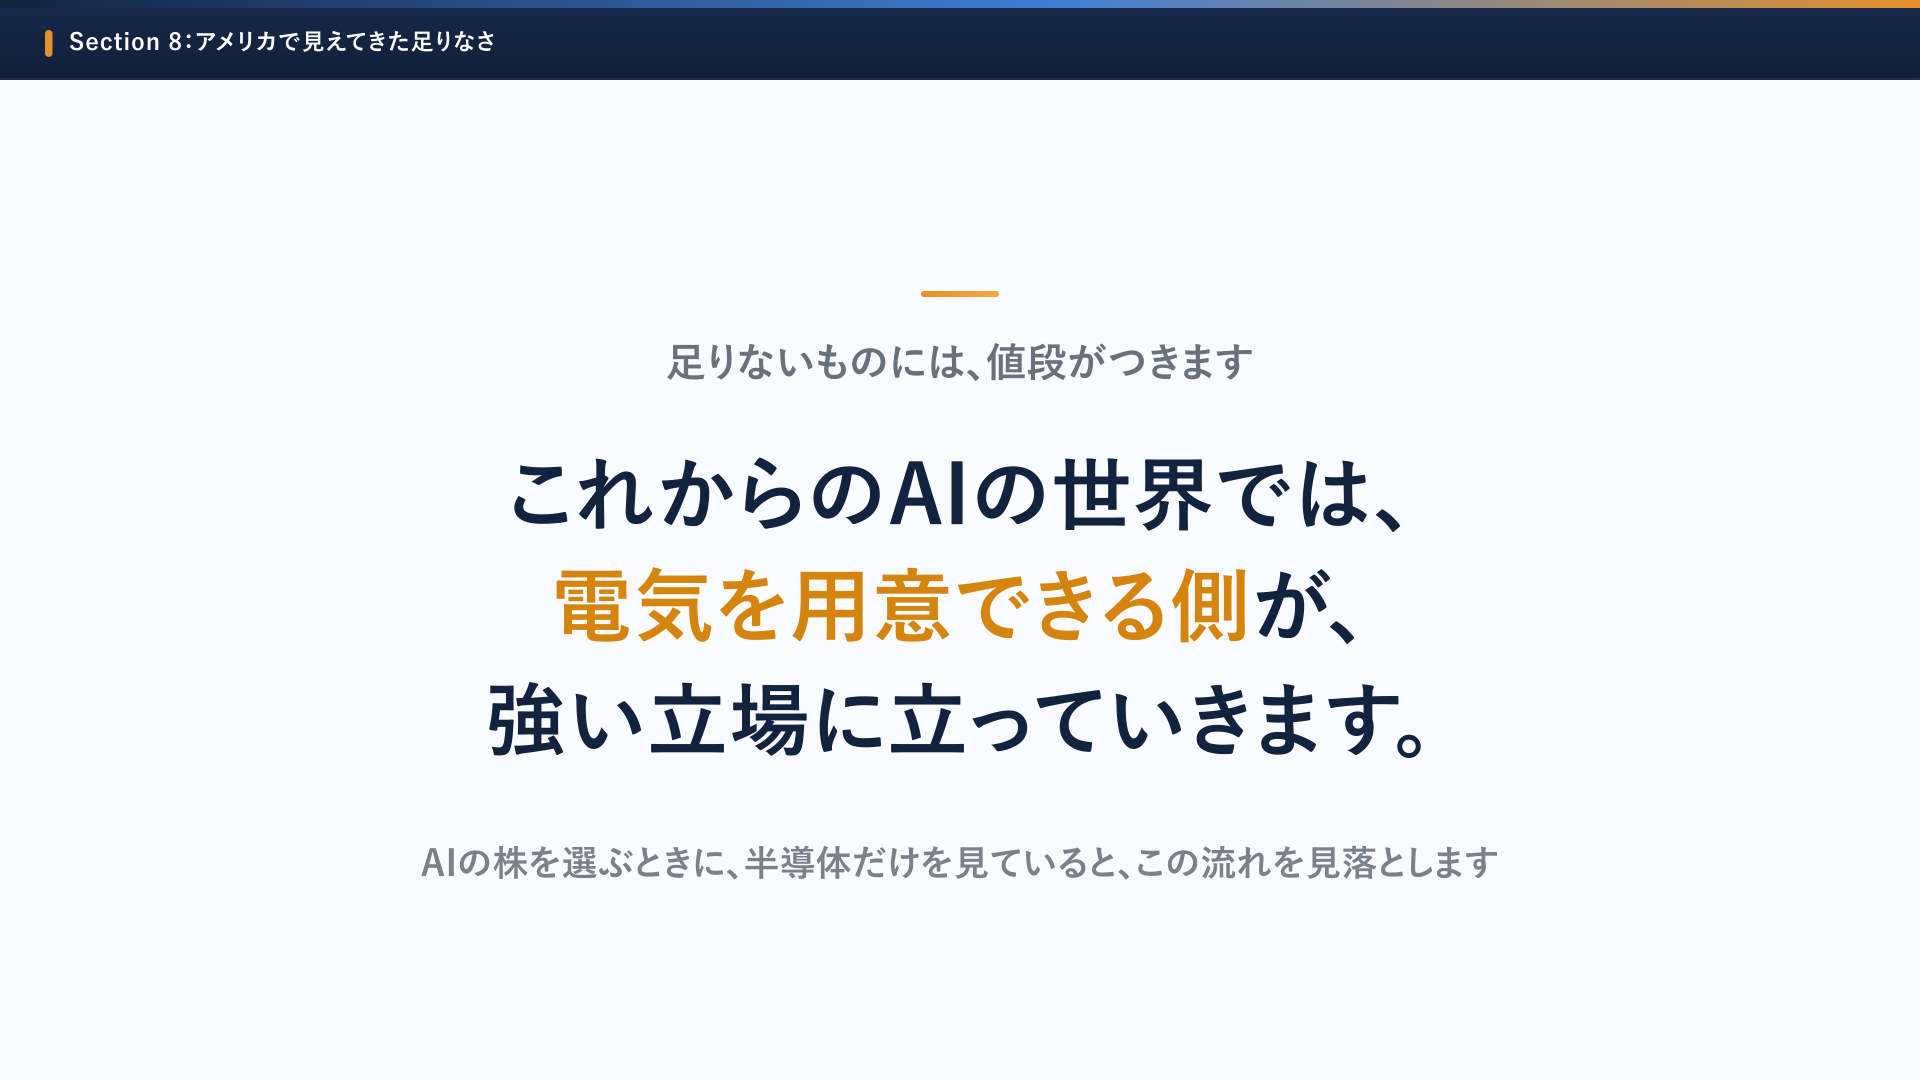 Section 8：アメリカで見えてきた足りなさ
足りないものには、値段がつきます
これからのAIの世界では、
電気を用意できる側が、
強い立場に立っていきます。
AIの株を選ぶときに、半導体だけを見ていると、この流れを見落とします